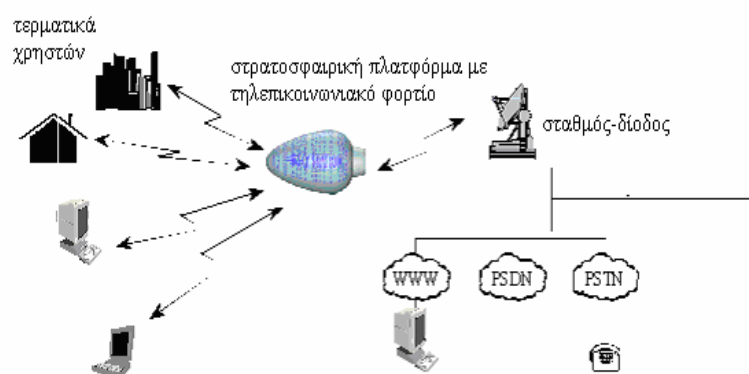 τερματικά
χρηστών
στρατοσφαιρική πλατφόρμα με
τηλεπικοινωνιακό φορτίο
σταθμός-δίοδος
WWW
PSDN
PSTN